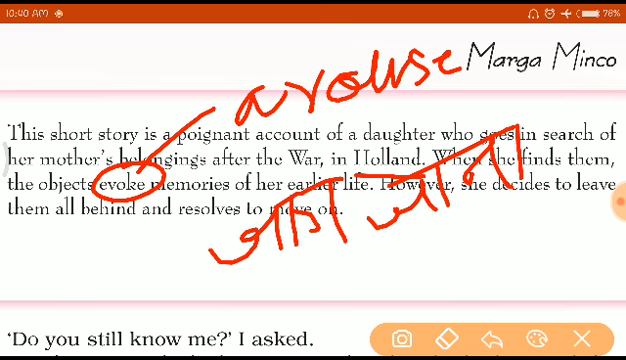 10:40 AM
78%
arouse
Marga Minco
This short story is a poignant account of a daughter who goes in search of
her mother's belongings after the War, in Holland. When she finds them,
the objects evoke memories of her earlier life. However, she decides to leave
them all behind and resolves to move on.
'Do you still know me?' I asked.